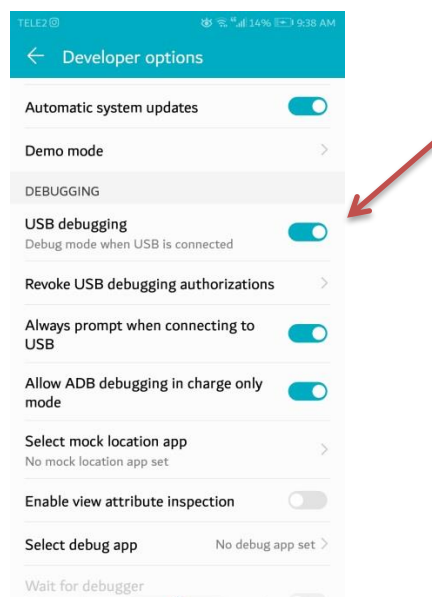 TELE2 14% 9:38 AM
Developer options
Automatic system updates
Demo mode
DEBUGGING
USB debugging
Debug mode when USB is connected
Revoke USB debugging authorizations
Always prompt when connecting to
USB
Allow ADB debugging in charge only
mode
Select mock location app
No mock location app set
Enable view attribute inspection
Select debug app No debug app set
Wait for debugger